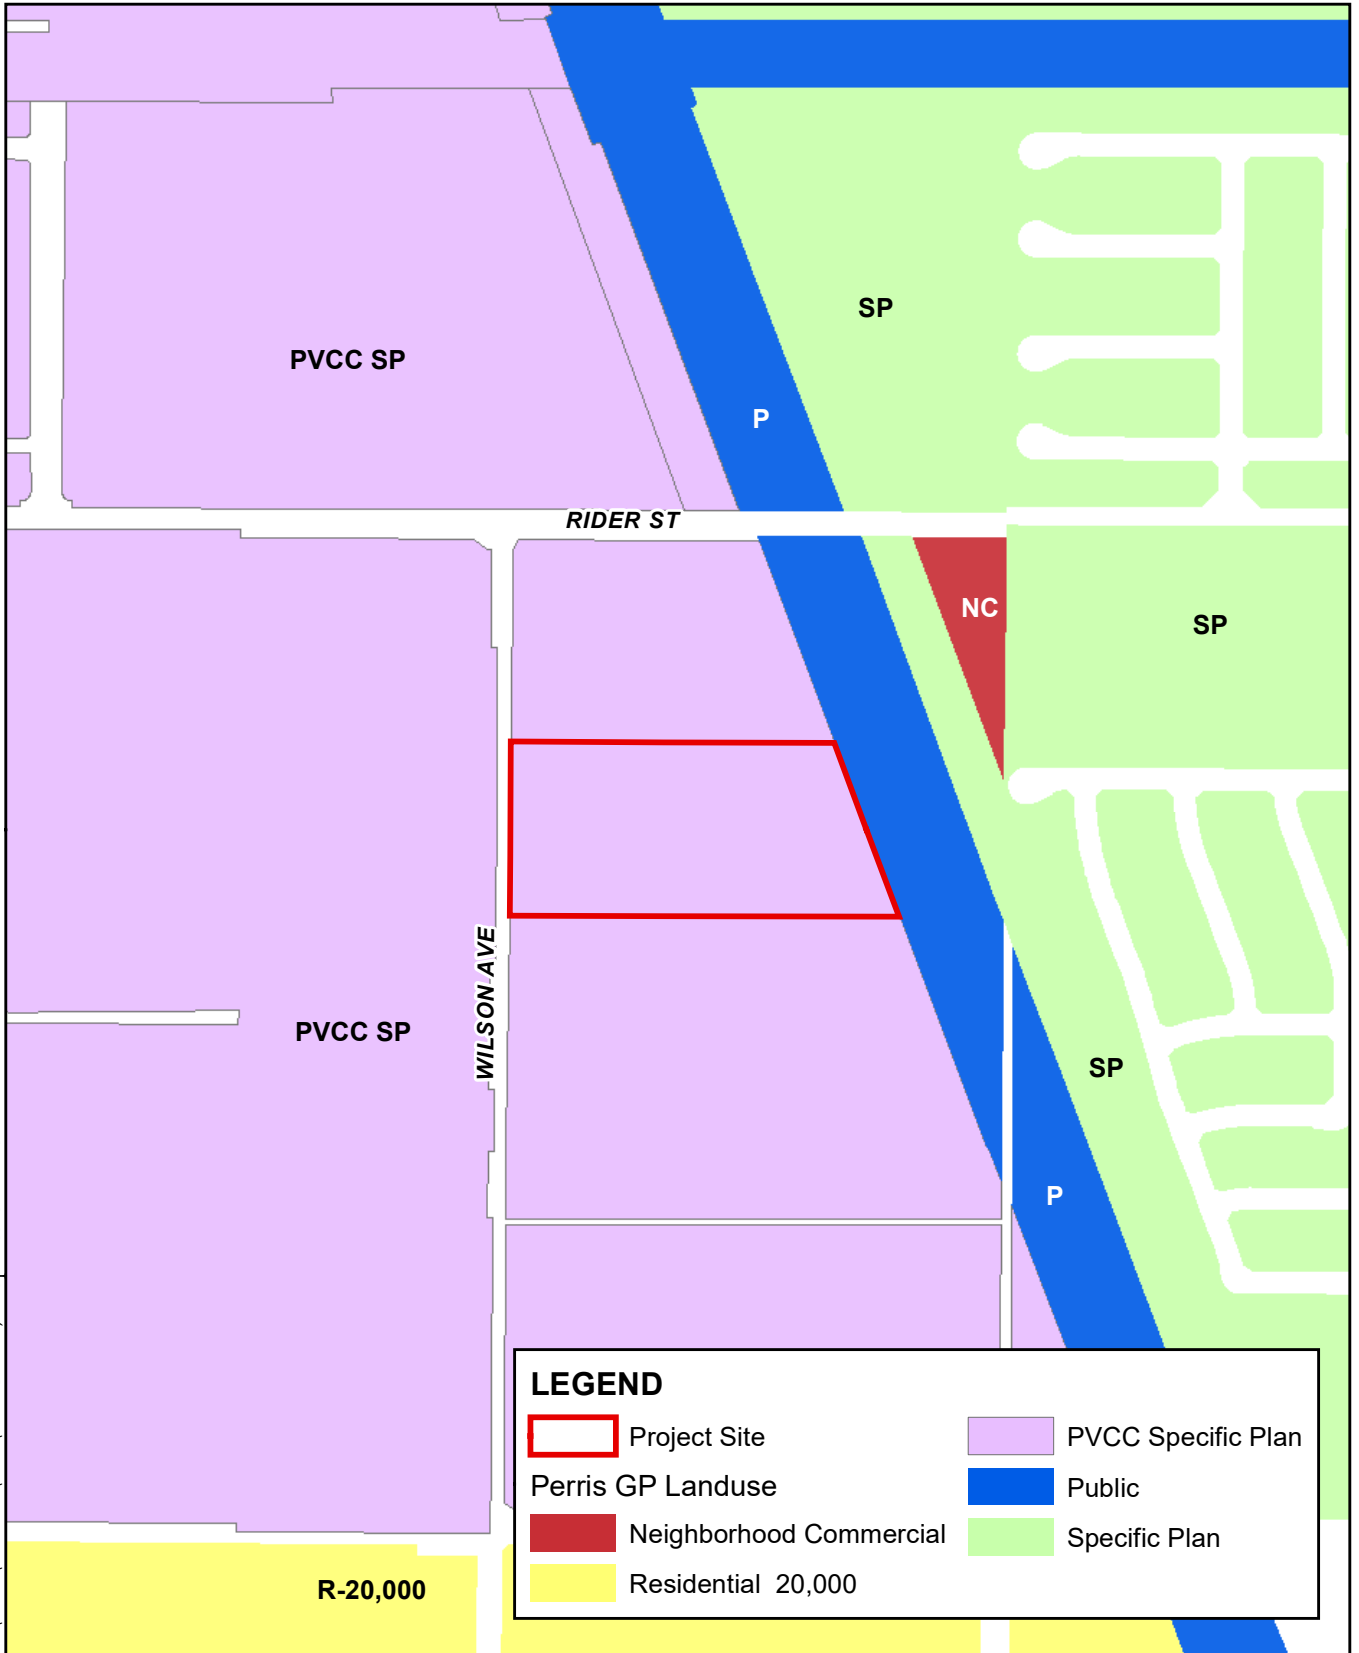 SP
PVCC SP
P
RIDER ST
NC
SP
WILSON AVE
PVCC SP
SP
P
LEGEND
Project Site
Perris GP Landuse
Neighborhood Commercial
Residential 20,000
PVCC Specific Plan
Public
Specific Plan
R-20,000